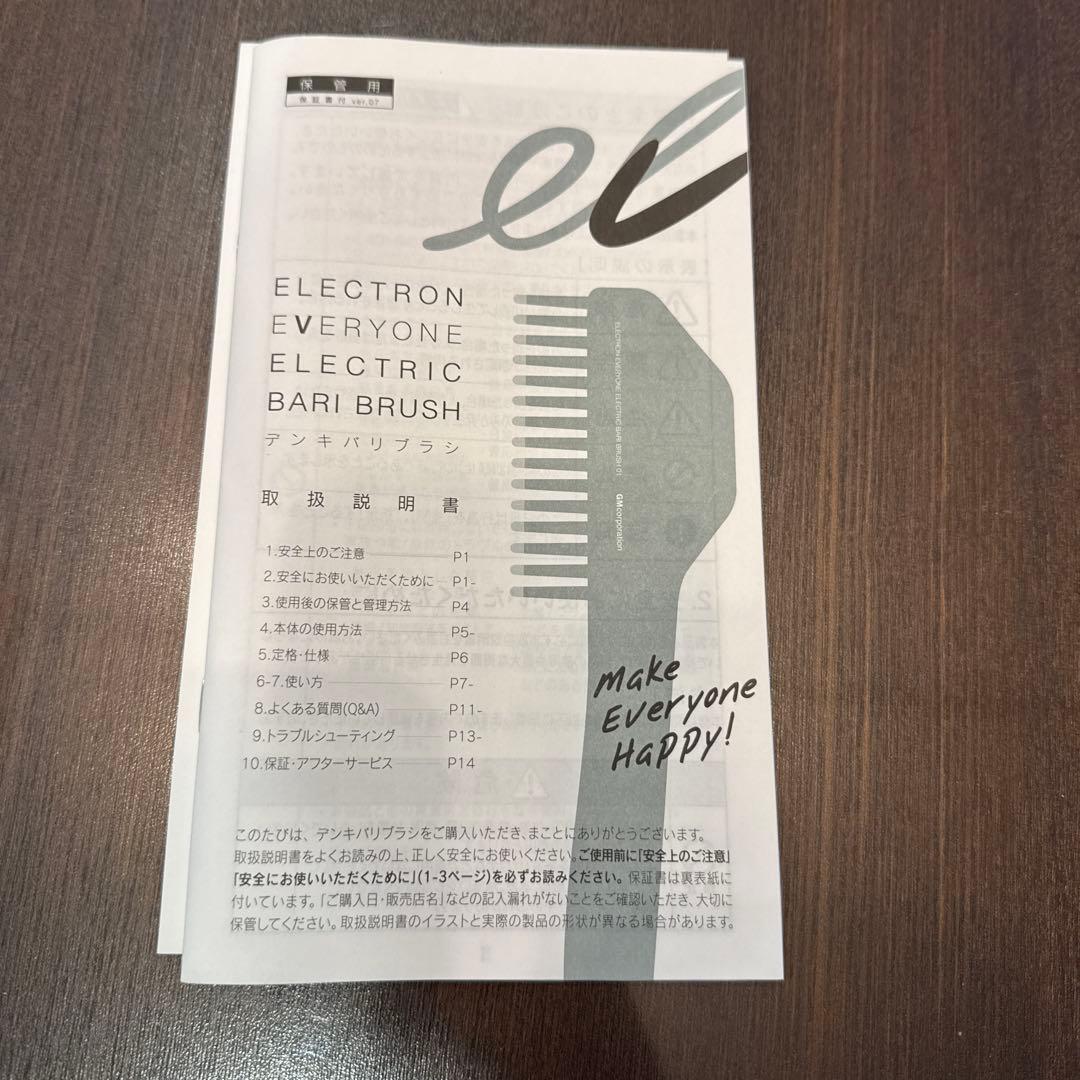 保管用
保証書付 ver.07
el
ELECTRON
EVERYONE
ELECTRIC
BARI BRUSH
デンキバリブラシ
取扱説明書
1.安全上のご注意 P1
2.安全にお使いいただくために P1-
3.使用後の保管と管理方法 P4
4.本体の使用方法 P5-
5.定格・仕様 P6
6-7.使い方 P7-
8.よくある質問(Q&A) P11-
9.トラブルシューティング P13-
10.保証・アフターサービス P14
ELECTRON EVERYONE ELECTRIC BARI BRUSH 01 GMcorporation
make
Everyone
Happy!
このたびは、デンキバリブラシをご購入いただき、まことにありがとうございます。
取扱説明書をよくお読みの上、正しく安全にお使いください。ご使用前に「安全上のご注意」
「安全にお使いいただくために」(1-3ページ)を必ずお読みください。保証書は裏表紙に
付いています。「ご購入日・販売店名」などの記入漏れがないことをご確認いただき、大切に
保管してください。取扱説明書のイラストと実際の製品の形状が異なる場合があります。